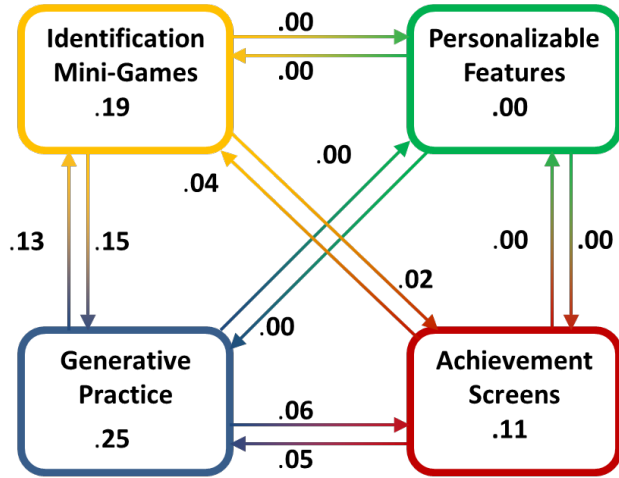 .00
Identification
Mini-Games
.19
Personalizable
Features
.00
.00
.00
.04
.13
.15
.00
.00
.02
.00
Generative
Practice
.25
Achievement
Screens
.11
.06
.05